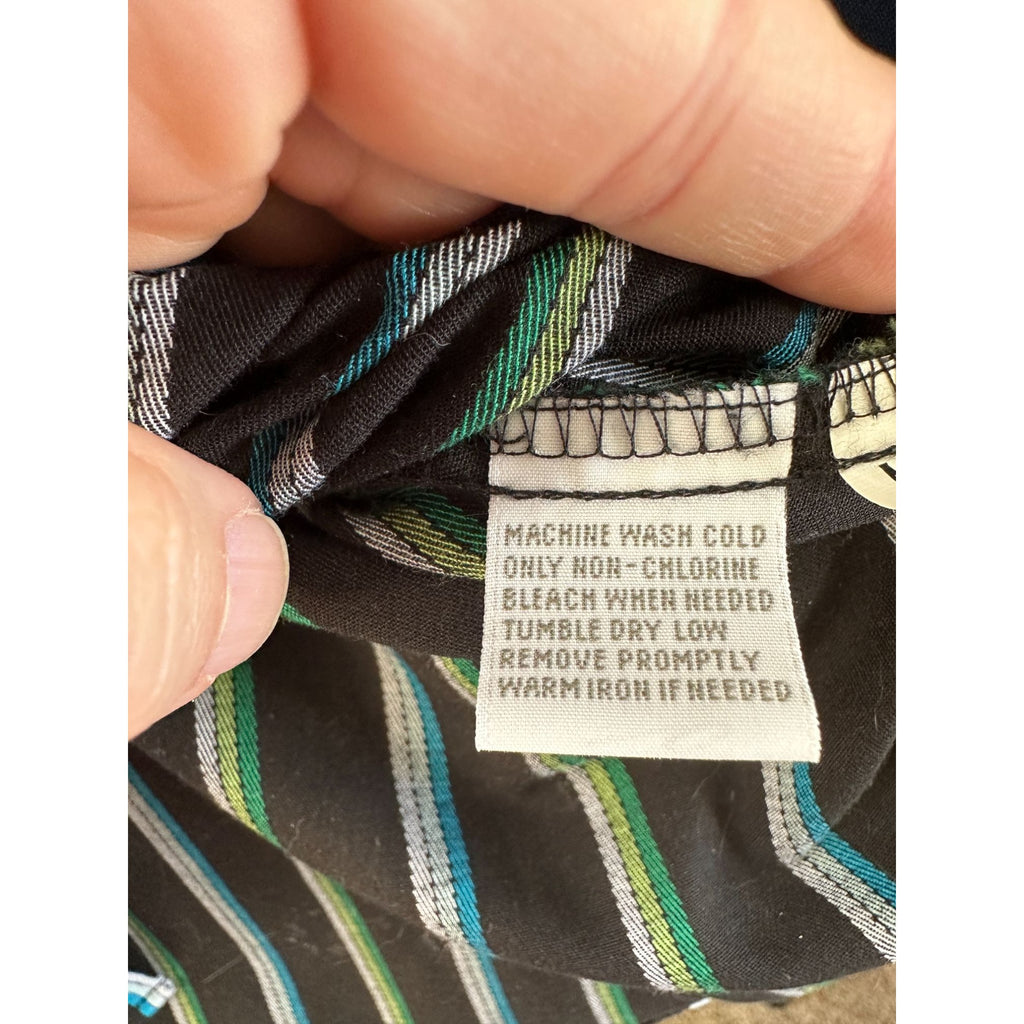 MACHINE WASH COLD
ONLY NON-CHLORINE
BLEACH WHEN NEEDED
TUMBLE DRY LOW
REMOVE PROMPTLY
WARM IRON IF NEEDED